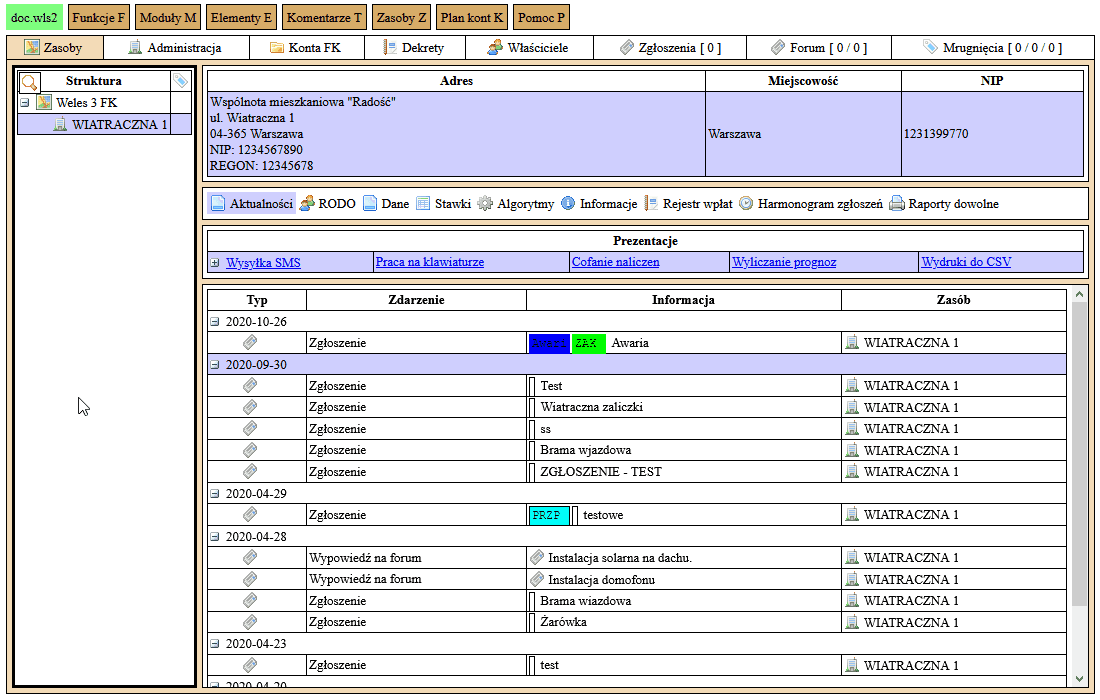 doc.wls2 Funkcje F Moduły M Elementy E Komentarze T Zasoby Z Plan kont K Pomoc P
Zasoby Administracja Konta FK Dekrety Właściciele Zgłoszenia [ 0 ] Forum [ 0 / 0 ] Mrugnięcia [ 0 / 0 / 0 ]
Struktura
Weles 3 FK
WIATRACZNA 1
Adres Miejscowość NIP
Wspólnota mieszkaniowa "Radość"
ul. Wiatraczna 1
04-365 Warszawa
NIP: 1234567890
REGON: 12345678
Warszawa
1231399770
Aktualności RODO Dane Stawki Algorytmy Informacje Rejestr wpłat Harmonogram zgłoszeń Raporty dowolne
Prezentacje
Wysyłka SMS Praca na klawiaturze Cofanie naliczen Wyliczanie prognoz Wydruki do CSV
Typ Zdarzenie Informacja Zasób
2020-10-26
Zgłoszenie ZAK Awaria WIATRACZNA 1
2020-09-30
Zgłoszenie Test WIATRACZNA 1
Zgłoszenie Wiatraczna zaliczki WIATRACZNA 1
Zgłoszenie ss WIATRACZNA 1
Zgłoszenie Brama wjazdowa WIATRACZNA 1
Zgłoszenie ZGŁOSZENIE - TEST WIATRACZNA 1
2020-04-29
Zgłoszenie PRZP testowe WIATRACZNA 1
2020-04-28
Wypowiedź na forum Instalacja solarna na dachu. WIATRACZNA 1
Wypowiedź na forum Instalacja domofonu WIATRACZNA 1
Zgłoszenie Brama wiazdowa WIATRACZNA 1
Zgłoszenie Żarówka WIATRACZNA 1
2020-04-23
Zgłoszenie test WIATRACZNA 1